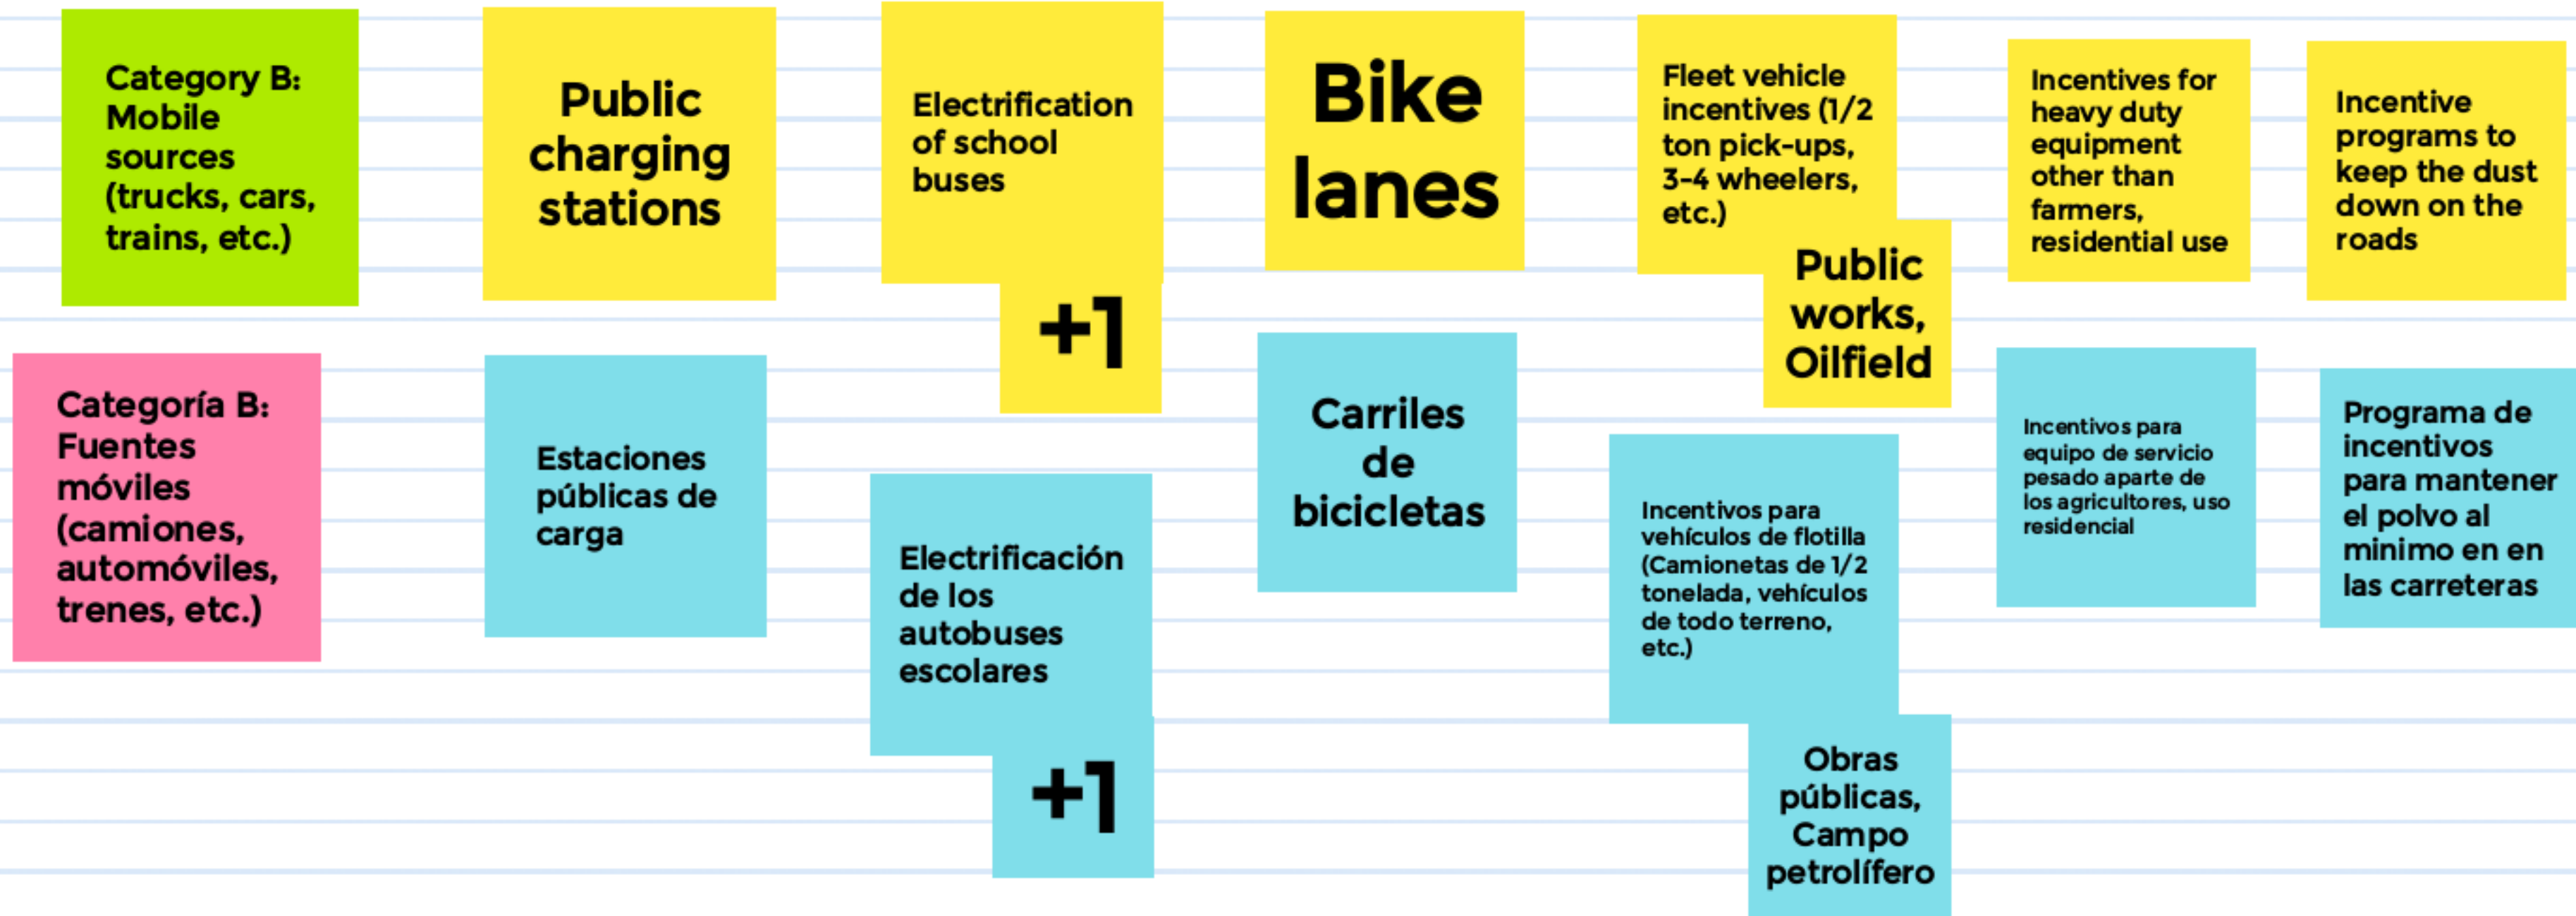 Category B:
Mobile
sources
(trucks, cars,
trains, etc.)
Public
charging
stations
Electrification
of school
buses
+1
Bike
lanes
Fleet vehicle
incentives (1/2
ton pick-ups,
3-4 wheelers,
etc.)
Public
works,
Oilfield
Incentives for
heavy duty
equipment
other than
farmers,
residential use
Incentive
programs to
keep the dust
down on the
roads
Categoría B:
Fuentes
móviles
(camiones,
automóviles,
trenes, etc.)
Estaciones
públicas de
carga
Electrificación
de los
autobuses
escolares
+1
Carriles
de
bicicletas
Incentivos para
vehículos de flotilla
(Camionetas de 1/2
tonelada, vehículos
de todo terreno,
etc.)
Obras
públicas,
Campo
petrolífero
Incentivos para
equipo de servicio
pesado aparte de
los agricultores, uso
residencial
Programa de
incentivos
para mantener
el polvo al
minimo en en
las carreteras